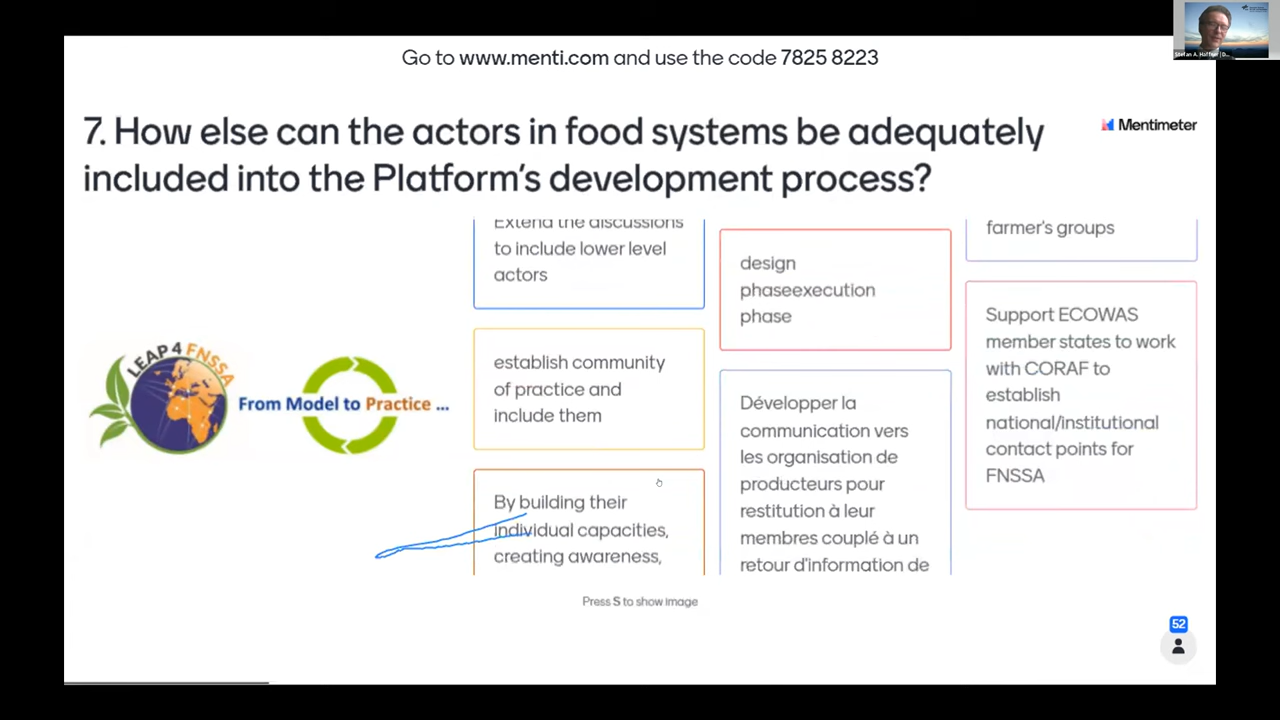 Go to www.menti.com and use the code 7825 8223
7. How else can the actors in food systems be adequately
included into the Platform's development process?
Mentimeter
LEAP4FNSSA
From Model to Practice ...
Extend the discussions
to include lower level
actors
establish community
of practice and
include them
By building their
individual capacities,
creating awareness,
design
phaseexecution
phase
Développer la
communication vers
les organisation de
producteurs pour
restitution à leur
membres couplé à un
retour d'information de
farmer's groups
Support ECOWAS
member states to work
with CORAF to
establish
national/institutional
contact points for
FNSSA
Press S to show image
52
Stefan A.